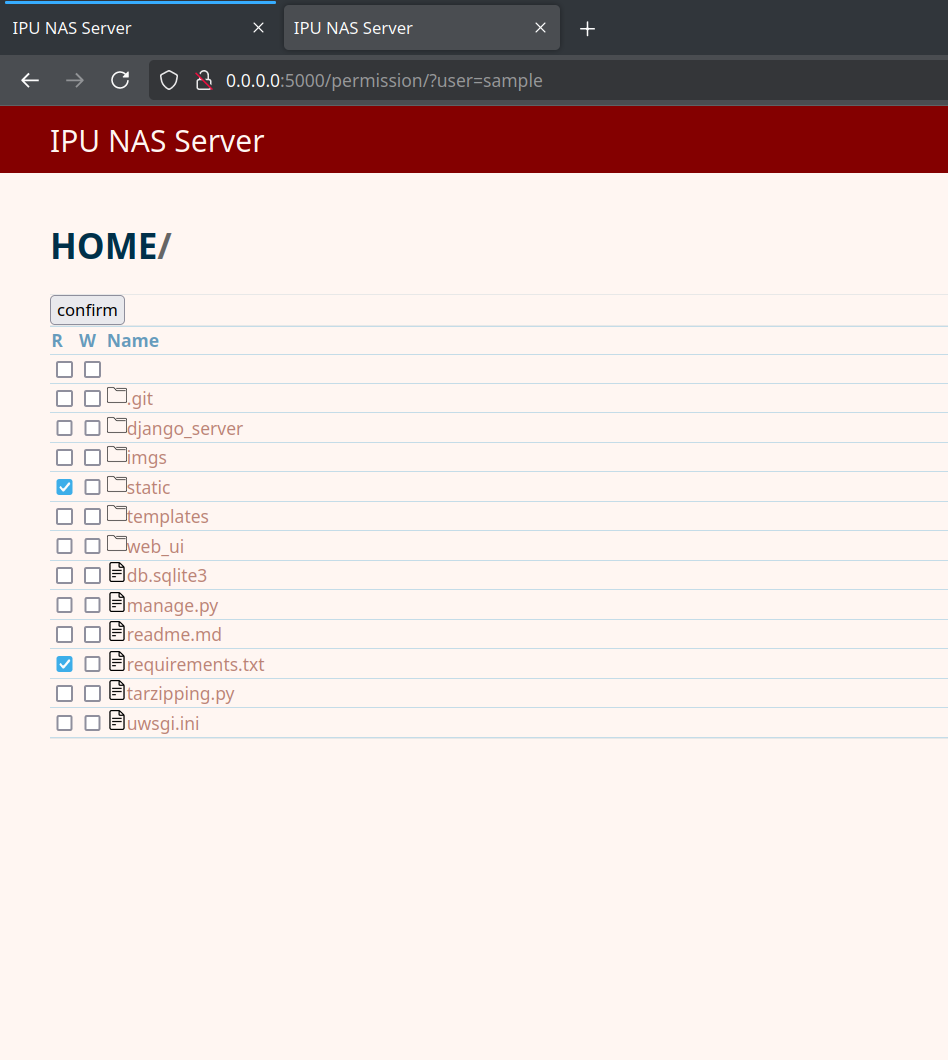 IPU NAS Server IPU NAS Server
0.0.0.0:5000/permission/?user=sample
IPU NAS Server
HOME/
confirm
R W Name
.git
django_server
imgs
static
templates
web_ui
db.sqlite3
manage.py
readme.md
requirements.txt
tarzipping.py
uwsgi.ini